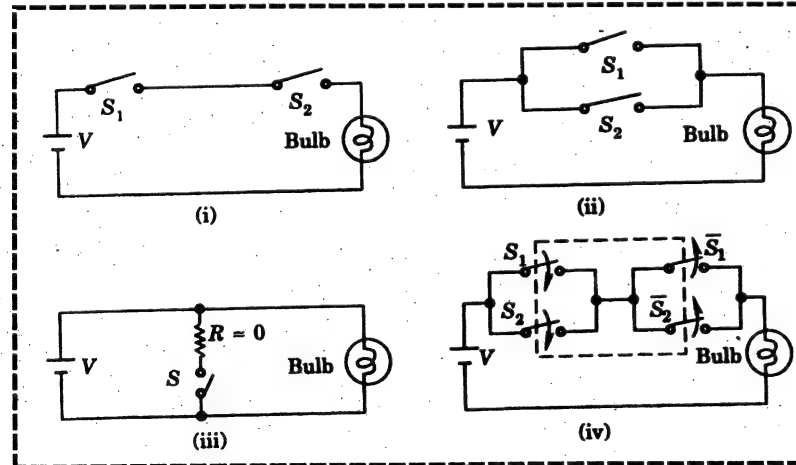 S₁
S₂
V
Bulb
(i)
S₁
S₂
V
Bulb
(ii)
R ≈ 0
S
V
Bulb
(iii)
S₁
S̅₁
S₂
S̅₂
V
Bulb
(iv)